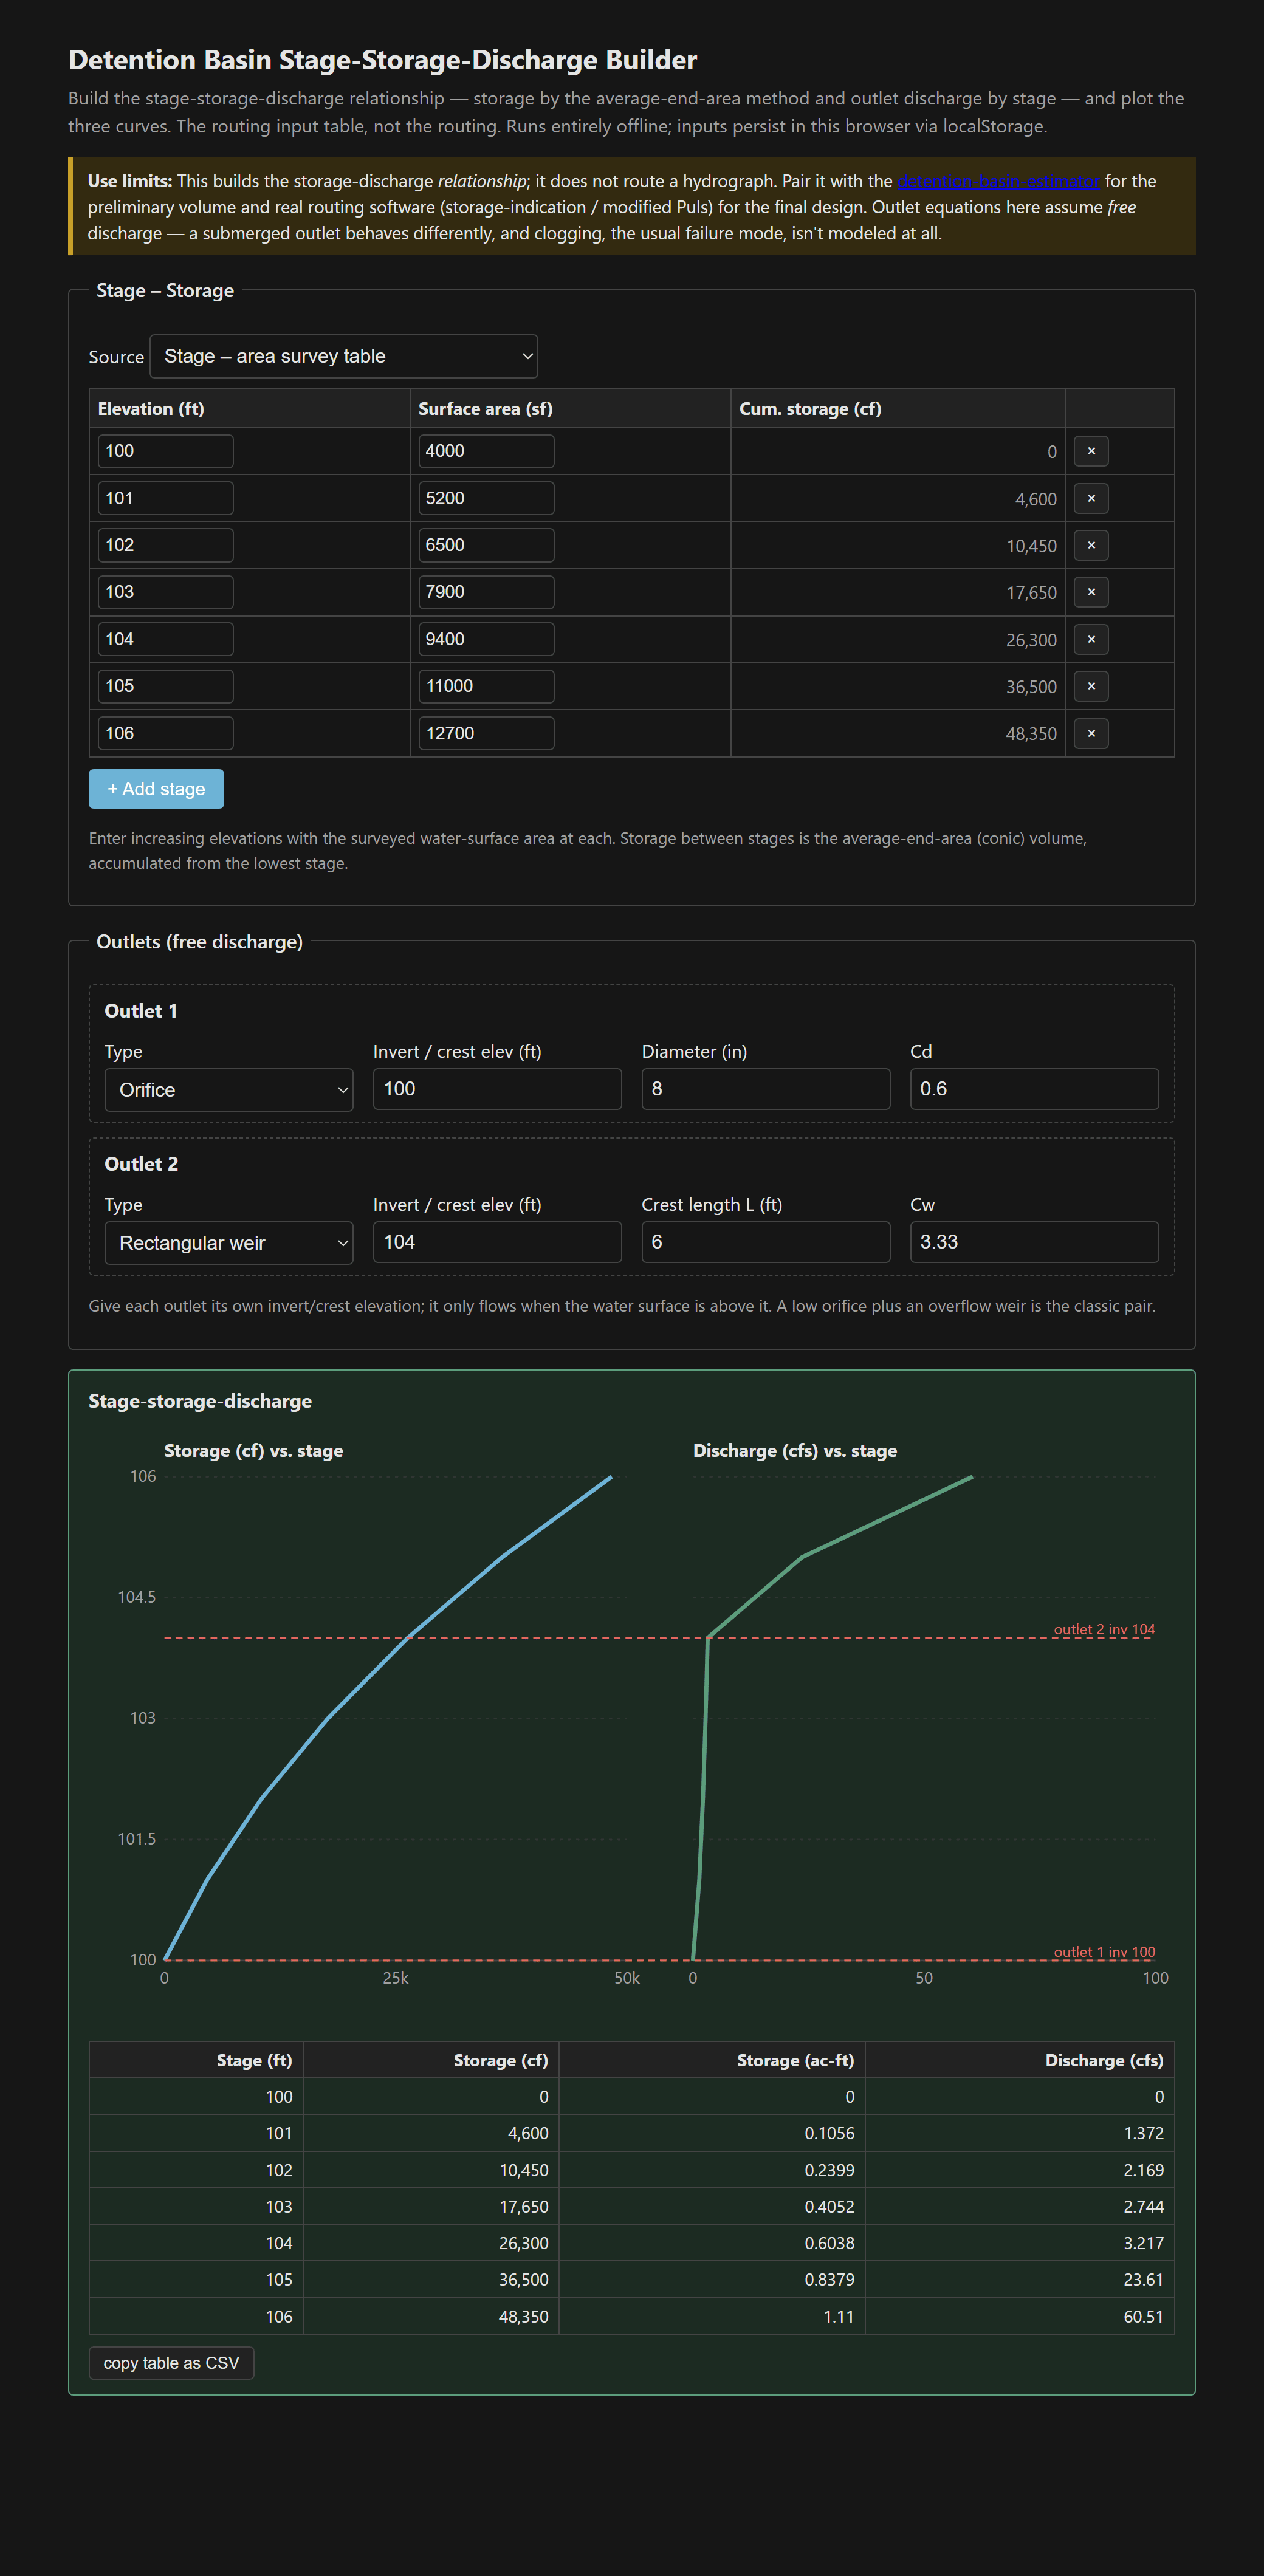 Detention Basin Stage-Storage-Discharge Builder
Build the stage-storage-discharge relationship — storage by the average-end-area method and outlet discharge by stage — and plot the
three curves. The routing input table, not the routing. Runs entirely offline; inputs persist in this browser via localStorage.
Use limits: This builds the storage-discharge relationship; it does not route a hydrograph. Pair it with the detention-basin-estimator for the
preliminary volume and real routing software (storage-indication / modified Puls) for the final design. Outlet equations here assume free
discharge — a submerged outlet behaves differently, and clogging, the usual failure mode, isn't modeled at all.
Stage – Storage
Source Stage – area survey table
Elevation (ft) Surface area (sf) Cum. storage (cf)
100 4000 0 ×
101 5200 4,600 ×
102 6500 10,450 ×
103 7900 17,650 ×
104 9400 26,300 ×
105 11000 36,500 ×
106 12700 48,350 ×
+ Add stage
Enter increasing elevations with the surveyed water-surface area at each. Storage between stages is the average-end-area (conic) volume,
accumulated from the lowest stage.
Outlets (free discharge)
Outlet 1
Type Invert / crest elev (ft) Diameter (in) Cd
Orifice 100 8 0.6
Outlet 2
Type Invert / crest elev (ft) Crest length L (ft) Cw
Rectangular weir 104 6 3.33
Give each outlet its own invert/crest elevation; it only flows when the water surface is above it. A low orifice plus an overflow weir is the classic pair.
Stage-storage-discharge
Storage (cf) vs. stage Discharge (cfs) vs. stage
106
104.5
outlet 2 inv 104
103
101.5
outlet 1 inv 100
100
0 25k 50k 0 50 100
Stage (ft) Storage (cf) Storage (ac-ft) Discharge (cfs)
100 0 0 0
101 4,600 0.1056 1.372
102 10,450 0.2399 2.169
103 17,650 0.4052 2.744
104 26,300 0.6038 3.217
105 36,500 0.8379 23.61
106 48,350 1.11 60.51
copy table as CSV